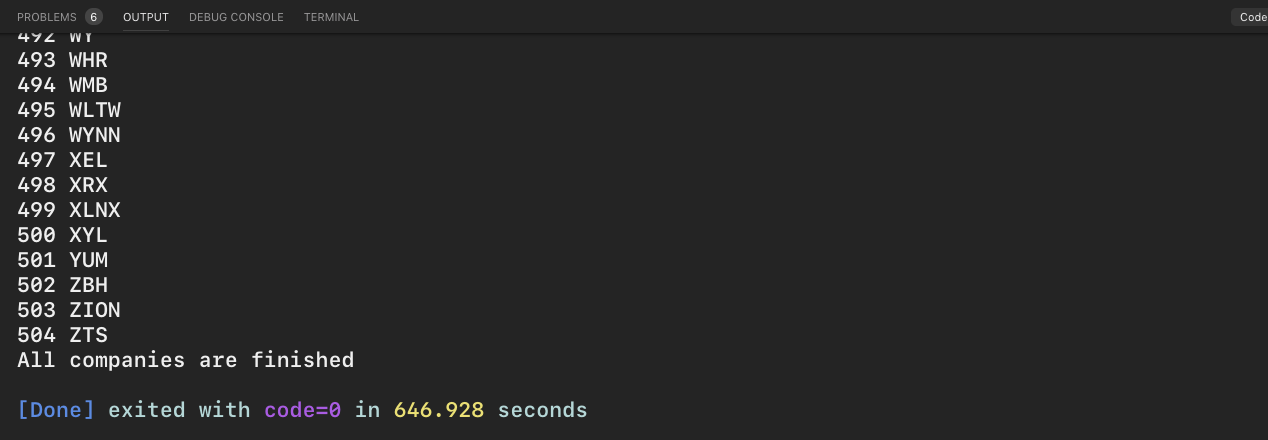 PROBLEMS 6 OUTPUT DEBUG CONSOLE TERMINAL Code
492 WY
493 WHR
494 WMB
495 WLTW
496 WYNN
497 XEL
498 XRX
499 XLNX
500 XYL
501 YUM
502 ZBH
503 ZION
504 ZTS
All companies are finished
[Done] exited with code=0 in 646.928 seconds